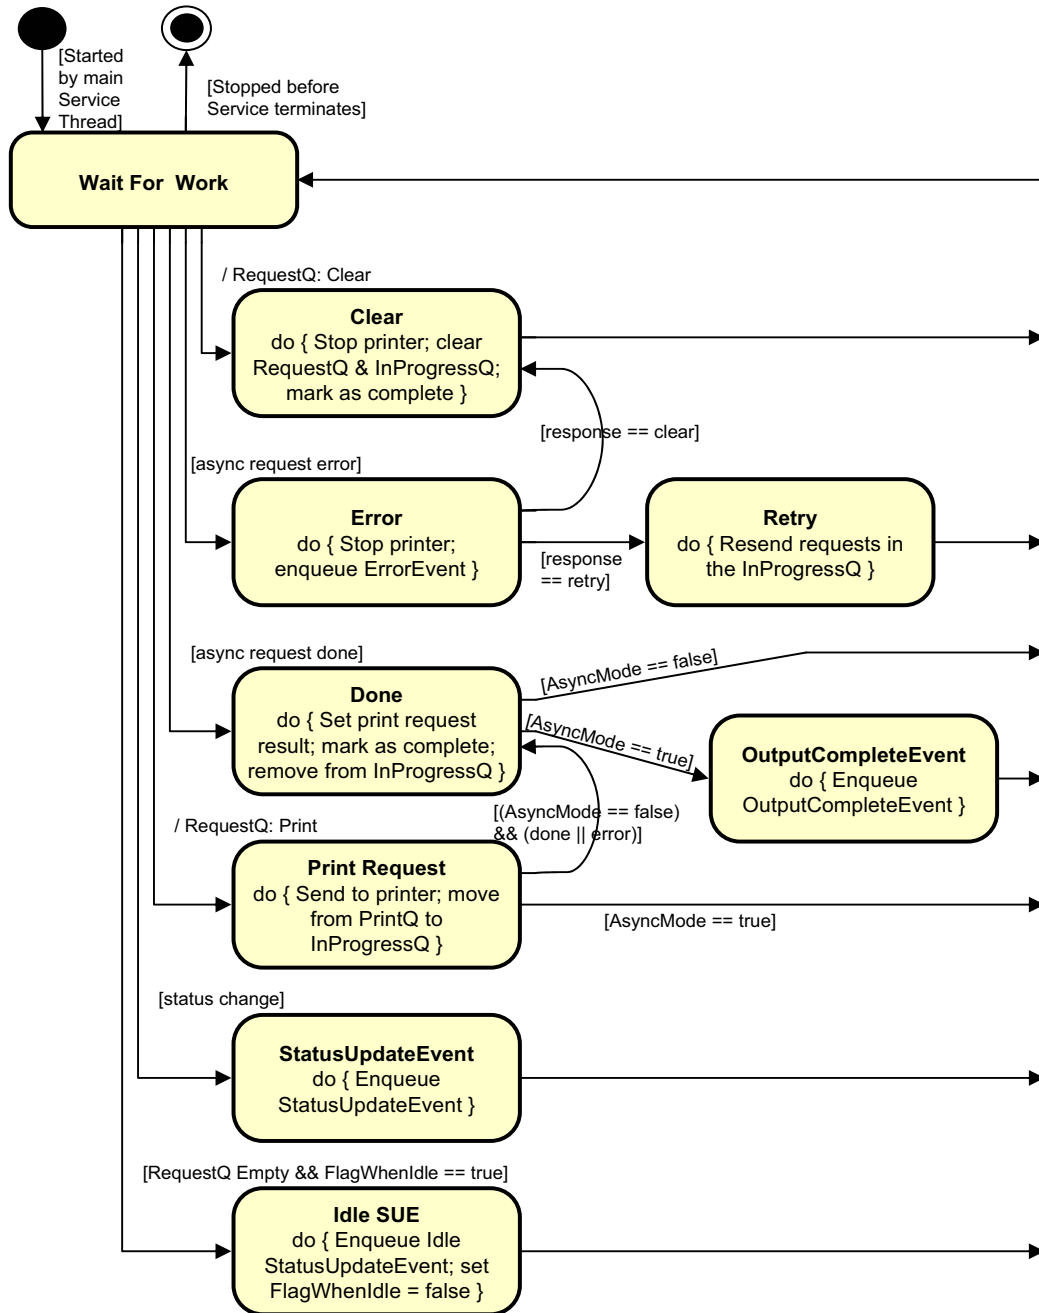 [Started
by main
Service
Thread]
[Stopped before
Service terminates]
Wait For Work
/ RequestQ: Clear
Clear
do { Stop printer; clear
RequestQ & InProgressQ;
mark as complete }
[response == clear]
[async request error]
Error
do { Stop printer;
enqueue ErrorEvent }
[response
== retry]
Retry
do { Resend requests in
the InProgressQ }
[async request done]
Done
do { Set print request
result; mark as complete;
remove from InProgressQ }
[AsyncMode == false]
[AsyncMode == true]
OutputCompleteEvent
do { Enqueue
OutputCompleteEvent }
[(AsyncMode == false)
&& (done || error)]
/ RequestQ: Print
Print Request
do { Send to printer; move
from PrintQ to
InProgressQ }
[AsyncMode == true]
[status change]
StatusUpdateEvent
do { Enqueue
StatusUpdateEvent }
[RequestQ Empty && FlagWhenIdle == true]
Idle SUE
do { Enqueue Idle
StatusUpdateEvent; set
FlagWhenIdle = false }